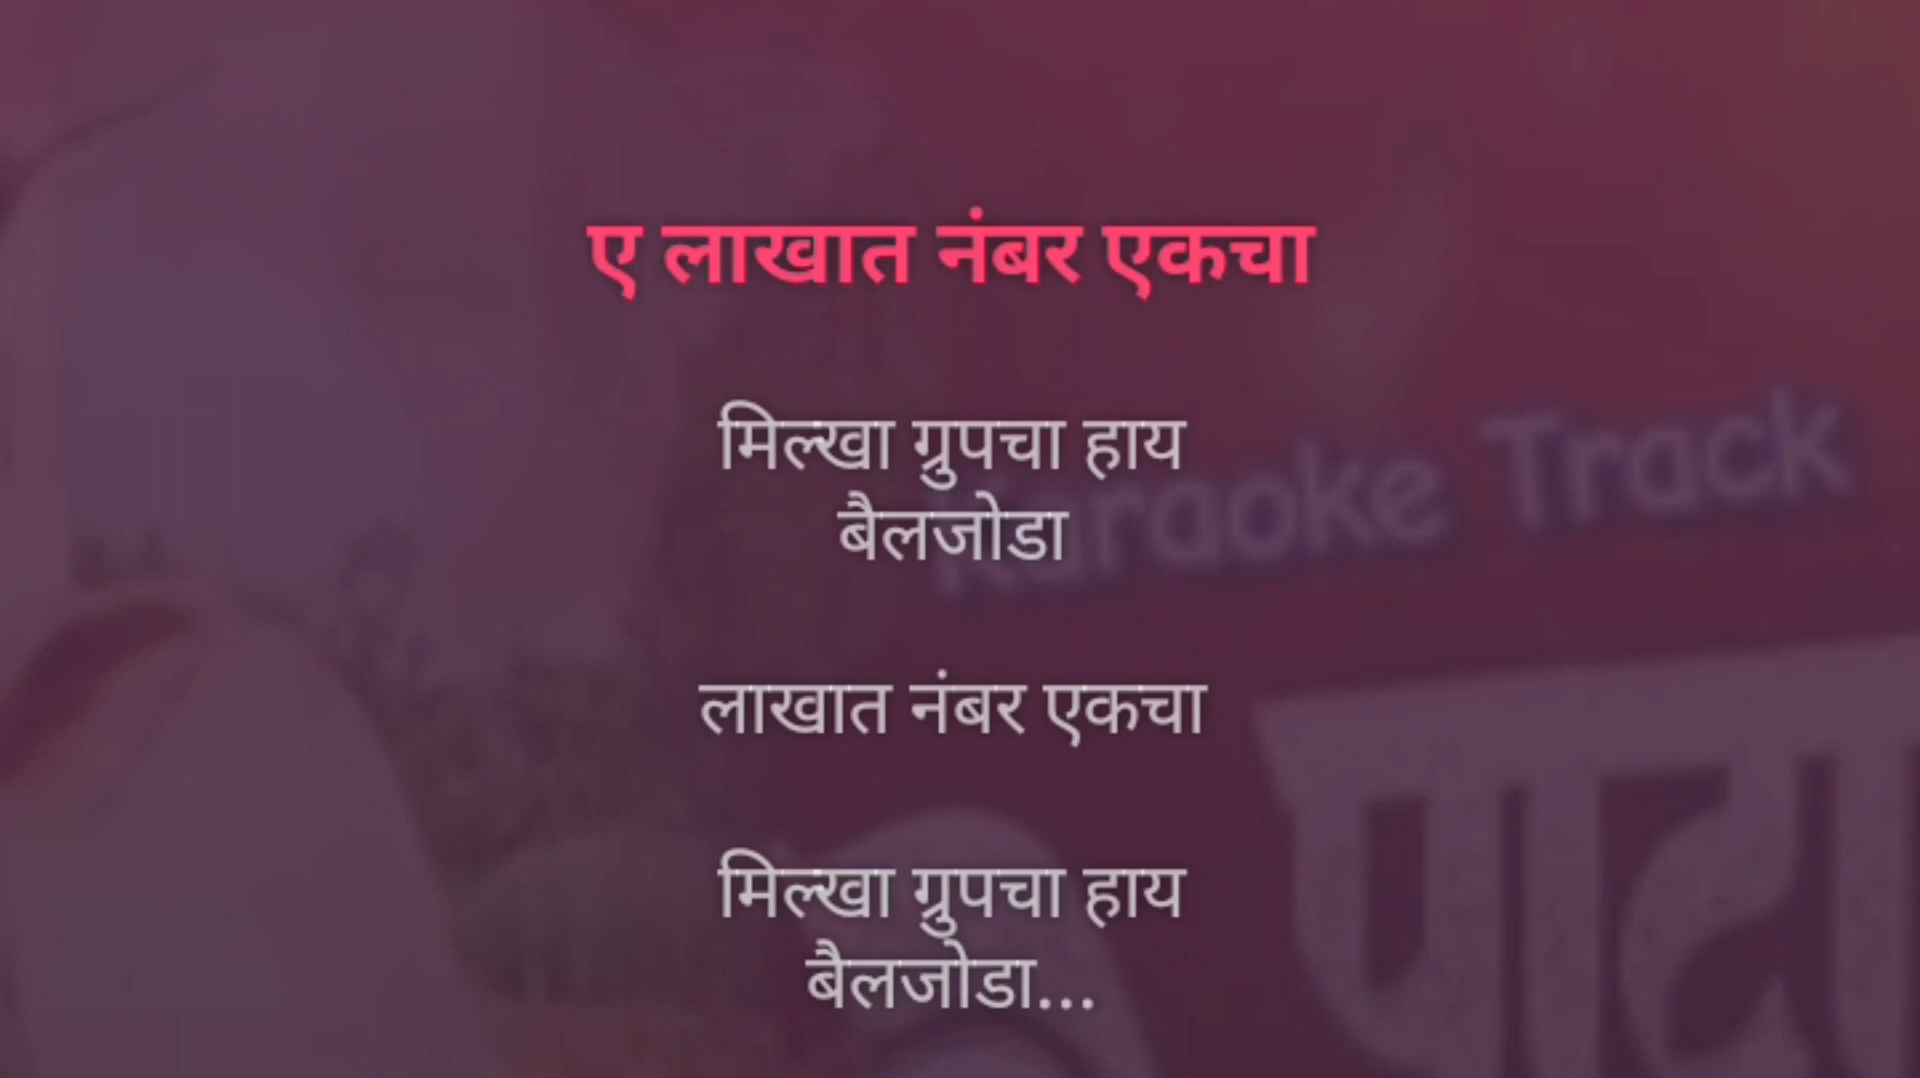 ए लाखात नंबर एकचा
मिल्खा ग्रुपचा हाय
बैलजोडा
Karaoke Track
लाखात नंबर एकचा
मिल्खा ग्रुपचा हाय
बैलजोडा...